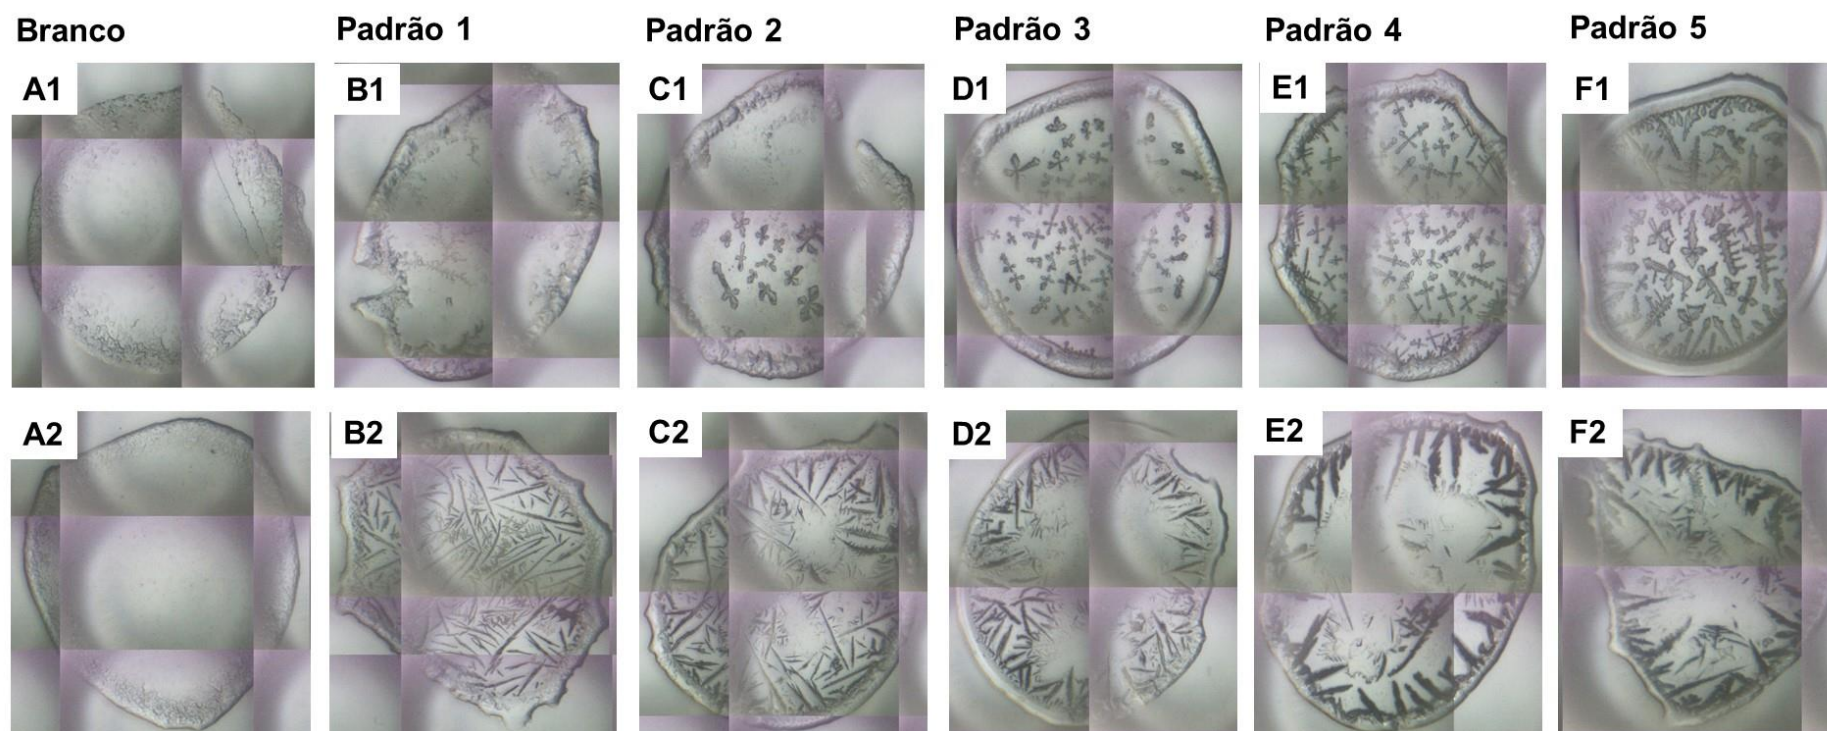 Branco Padrão 1 Padrão 2 Padrão 3 Padrão 4 Padrão 5
A1 B1 C1 D1 E1 F1
A2 B2 C2 D2 E2 F2